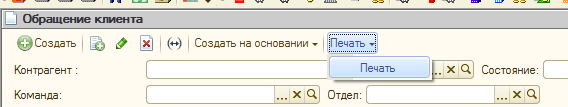 Обращение клиента
Создать Создать на основании Печать
Печать
Контрагент : Состояние:
Команда: Отдел: